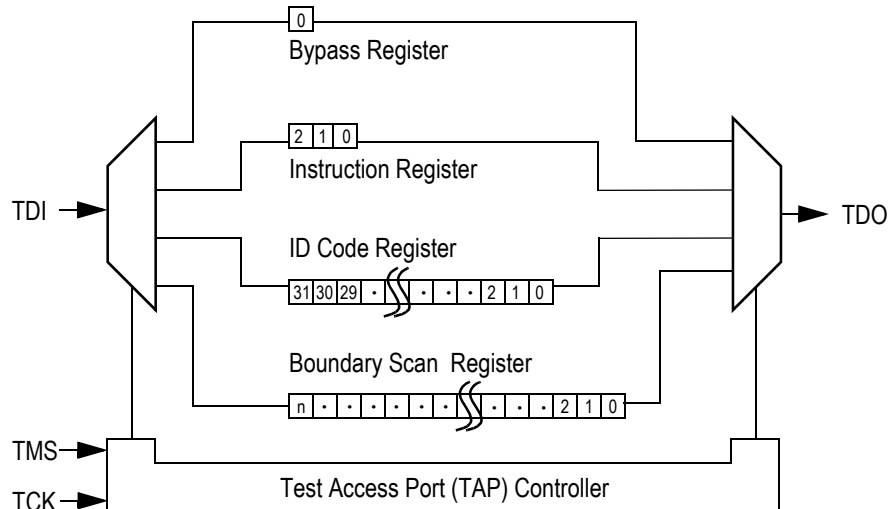 0
Bypass Register
2 1 0
Instruction Register
TDI
TDO
ID Code Register
31 30 29 · · · · 2 1 0
Boundary Scan Register
n · · · · · · · · · 2 1 0
TMS
Test Access Port (TAP) Controller
TCK